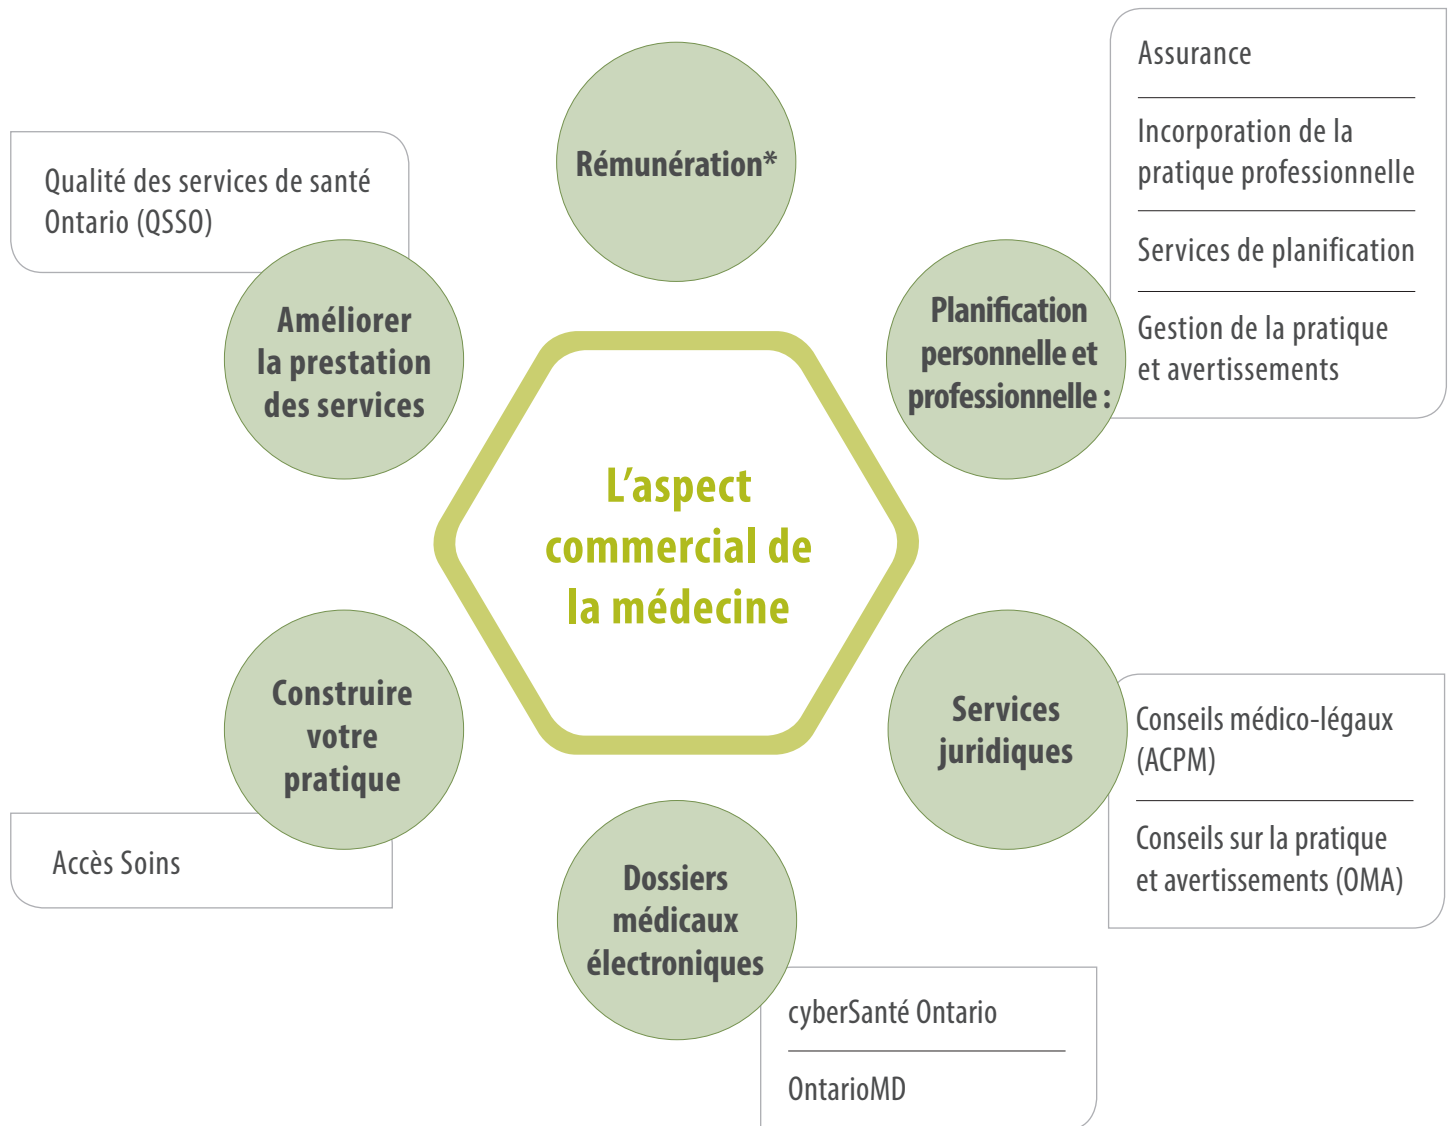 Rémunération*
Assurance
Incorporation de la
pratique professionnelle
Services de planification
Gestion de la pratique
et avertissements
Planification
personnelle et
professionnelle :
Qualité des services de santé
Ontario (QSSO)
Améliorer
la prestation
des services
L’aspect
commercial de
la médecine
Construire
votre
pratique
Accès Soins
Services
juridiques
Conseils médico-légaux
(ACPM)
Conseils sur la pratique
et avertissements (OMA)
Dossiers
médicaux
électroniques
cyberSanté Ontario
OntarioMD